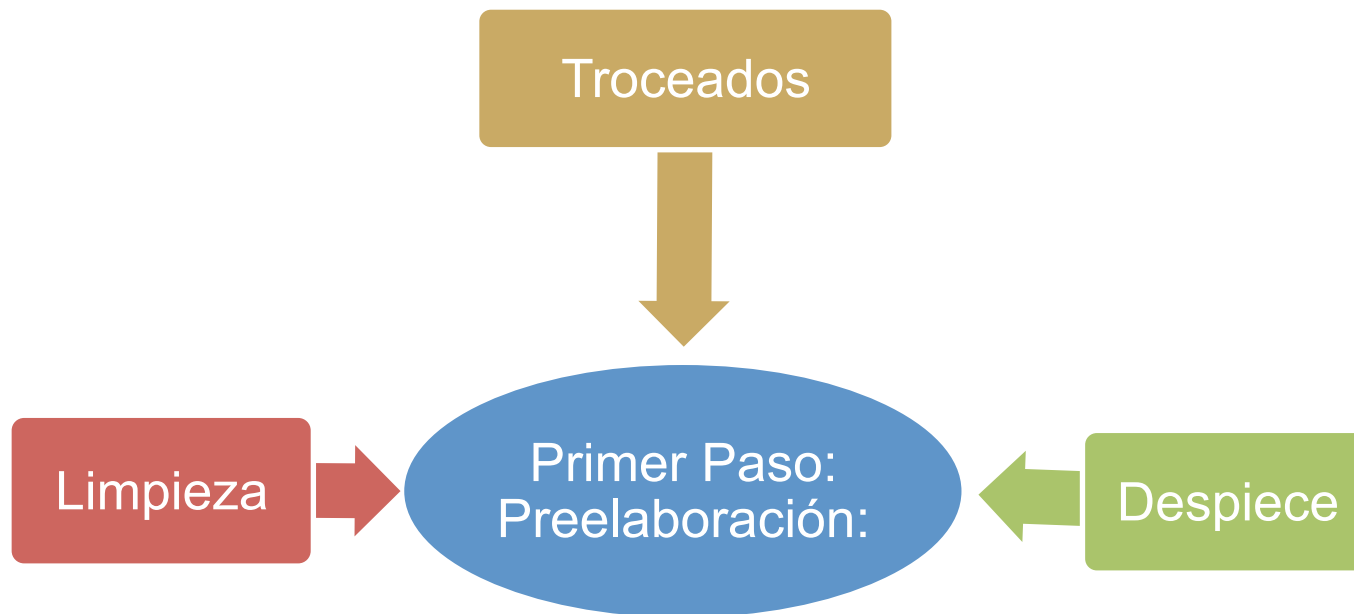 Troceados
Limpieza
Primer Paso:
Preelaboración:
Despiece